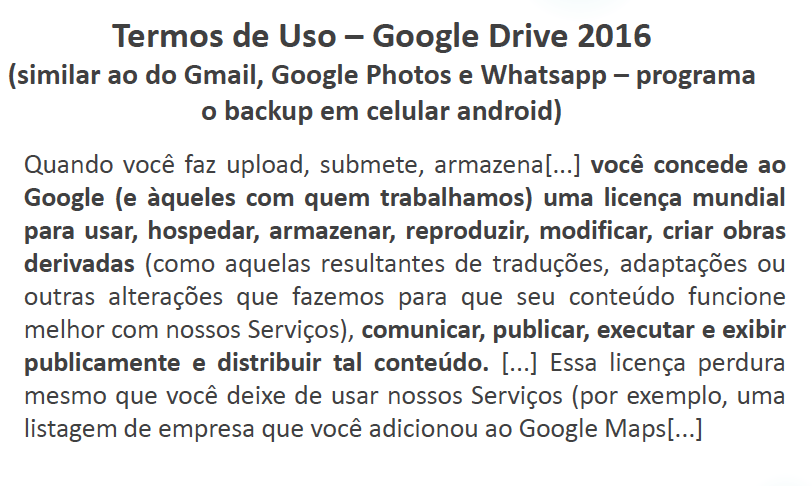 Termos de Uso – Google Drive 2016
(similar ao do Gmail, Google Photos e Whatsapp – programa
o backup em celular android)
Quando você faz upload, submete, armazena[...] você concede ao
Google (e àqueles com quem trabalhamos) uma licença mundial
para usar, hospedar, armazenar, reproduzir, modificar, criar obras
derivadas (como aquelas resultantes de traduções, adaptações ou
outras alterações que fazemos para que seu conteúdo funcione
melhor com nossos Serviços), comunicar, publicar, executar e exibir
publicamente e distribuir tal conteúdo. [...] Essa licença perdura
mesmo que você deixe de usar nossos Serviços (por exemplo, uma
listagem de empresa que você adicionou ao Google Maps[...]